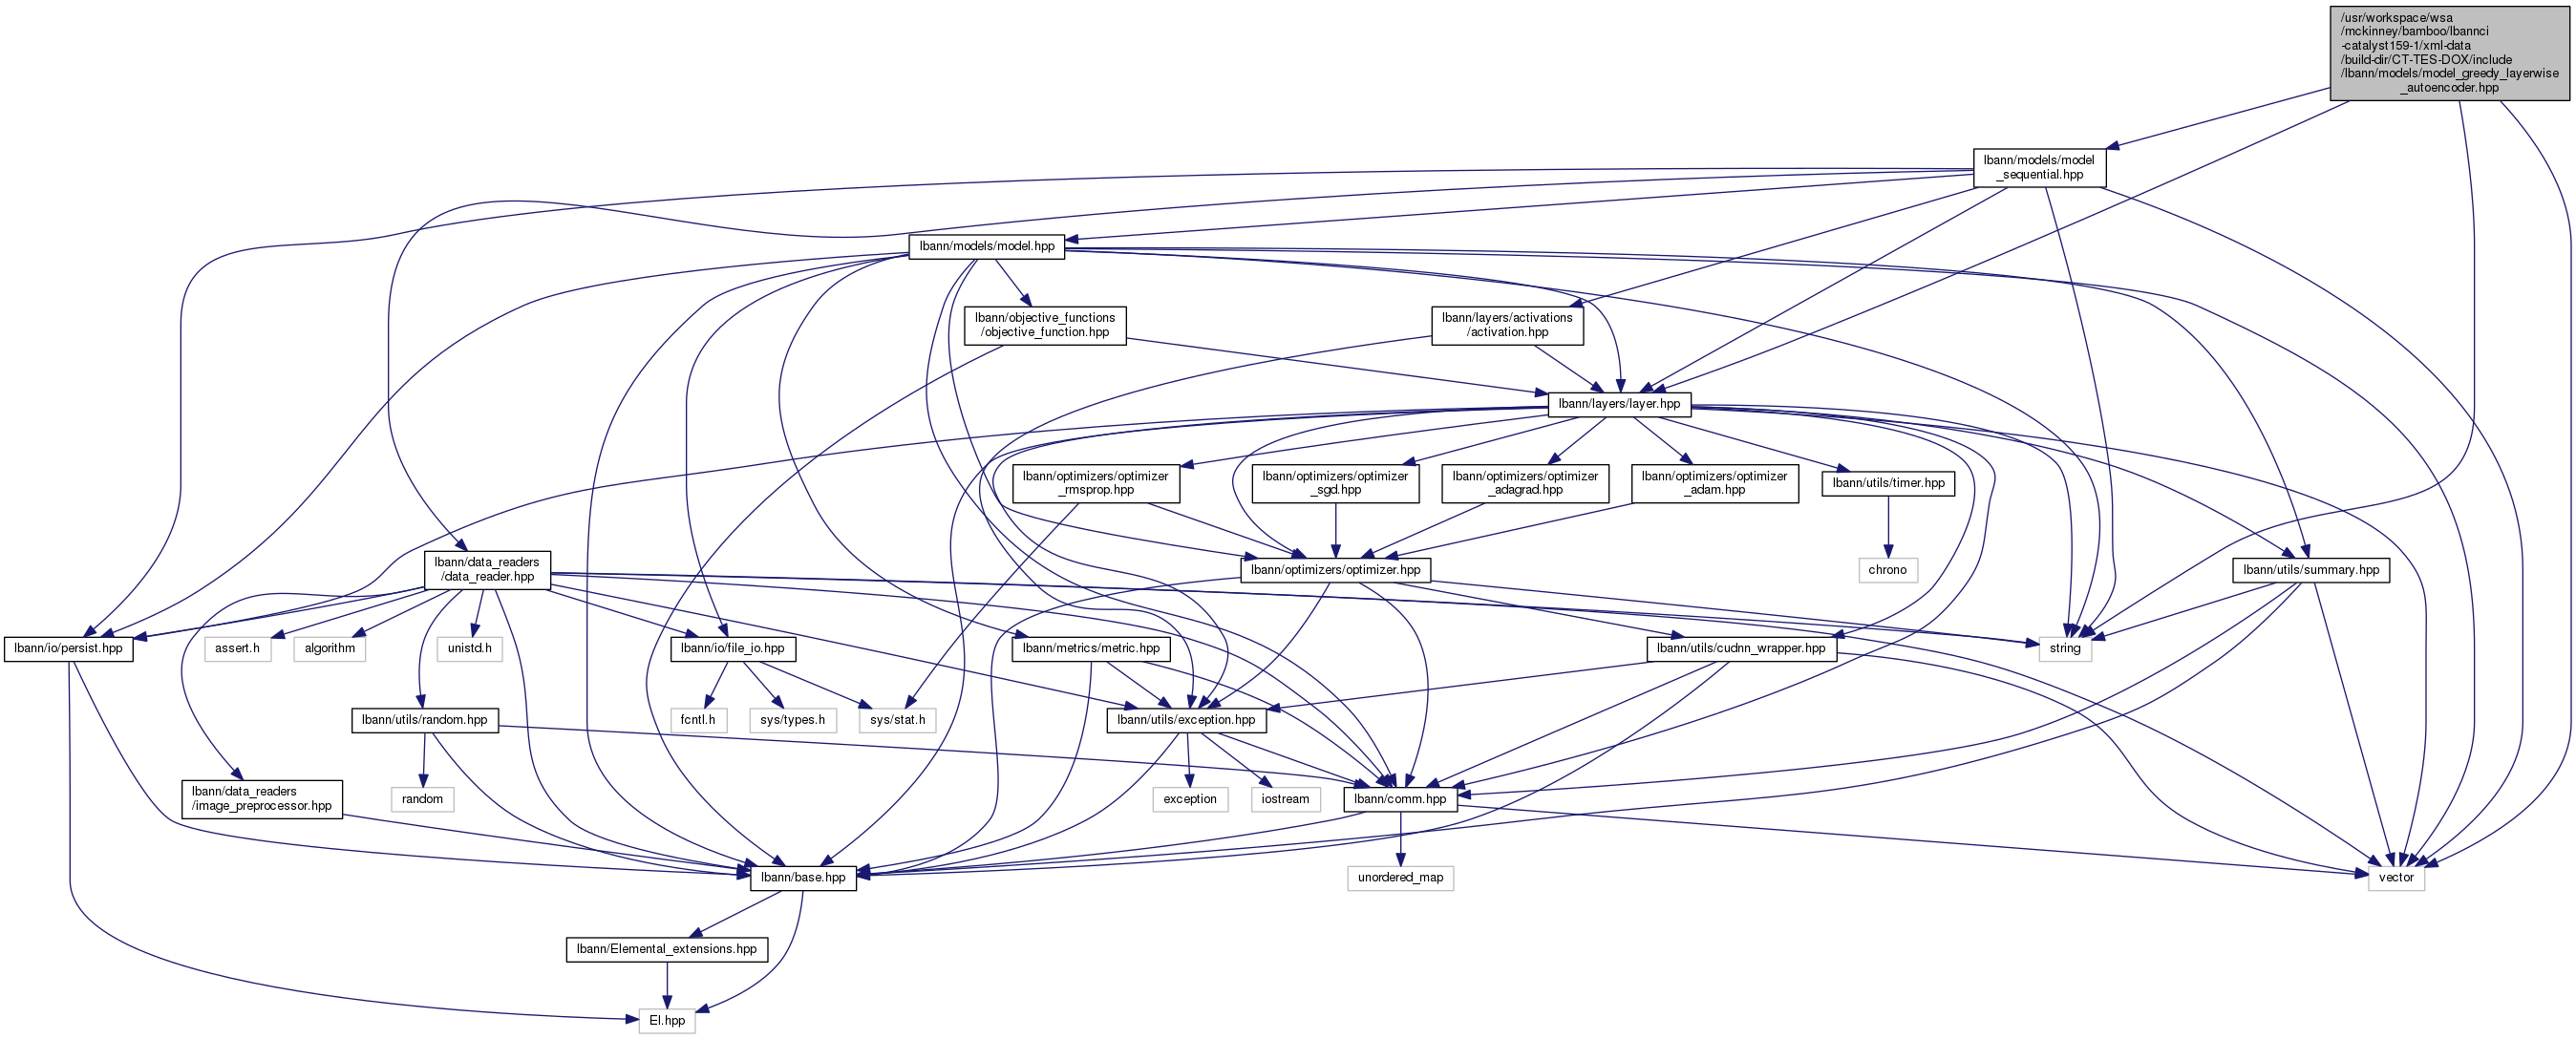 /usr/workspace/wsa
/mckinney/bamboo/lbannci
-catalyst159-1/xml-data
/build-dir/CT-TES-DOX/include
/lbann/models/model_greedy_layerwise
_autoencoder.hpp
lbann/models/model
_sequential.hpp
lbann/models/model.hpp
lbann/objective_functions
/objective_function.hpp
lbann/layers/activations
/activation.hpp
lbann/layers/layer.hpp
lbann/optimizers/optimizer
_rmsprop.hpp
lbann/optimizers/optimizer
_sgd.hpp
lbann/optimizers/optimizer
_adagrad.hpp
lbann/optimizers/optimizer
_adam.hpp
lbann/utils/timer.hpp
lbann/data_readers
/data_reader.hpp
lbann/optimizers/optimizer.hpp
chrono
lbann/utils/summary.hpp
lbann/io/persist.hpp
assert.h
algorithm
unistd.h
lbann/io/file_io.hpp
lbann/metrics/metric.hpp
lbann/utils/cudnn_wrapper.hpp
string
lbann/utils/random.hpp
fcntl.h
sys/types.h
sys/stat.h
lbann/utils/exception.hpp
lbann/data_readers
/image_preprocessor.hpp
random
exception
iostream
lbann/comm.hpp
lbann/base.hpp
unordered_map
vector
lbann/Elemental_extensions.hpp
El.hpp